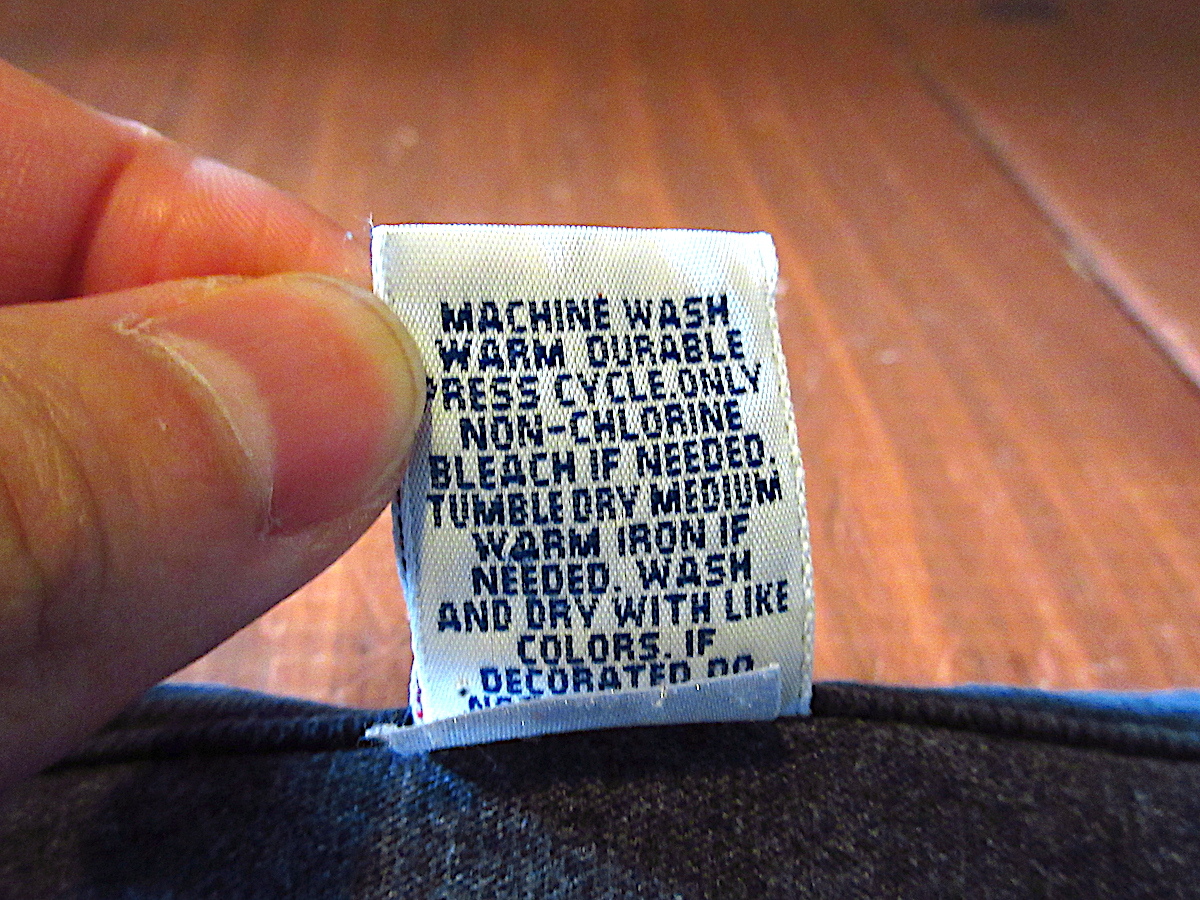 MACHINE WASH
WARM DURABLE
PRESS CYCLE ONLY
NON-CHLORINE
BLEACH IF NEEDED.
TUMBLE DRY MEDIUM
WARM IRON IF
NEEDED. WASH
AND DRY WITH LIKE
COLORS. IF
DECORATED DO